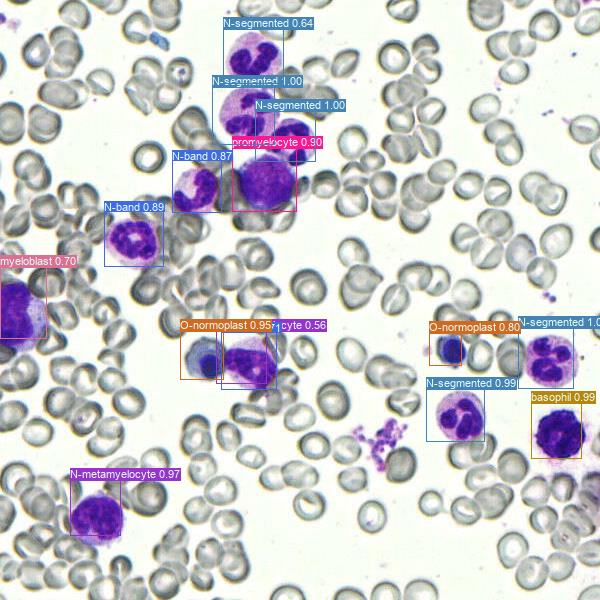 N-segmented 0.64
N-segmented 1.00
N-segmented 1.00
promyelocyte 0.90
N-band 0.87
N-band 0.89
myeloblast 0.70
O-normoplast 0.95
cyte 0.56
O-normoplast 0.80
N-segmented 1.0
N-segmented 0.99
basophil 0.99
N-metamyelocyte 0.97